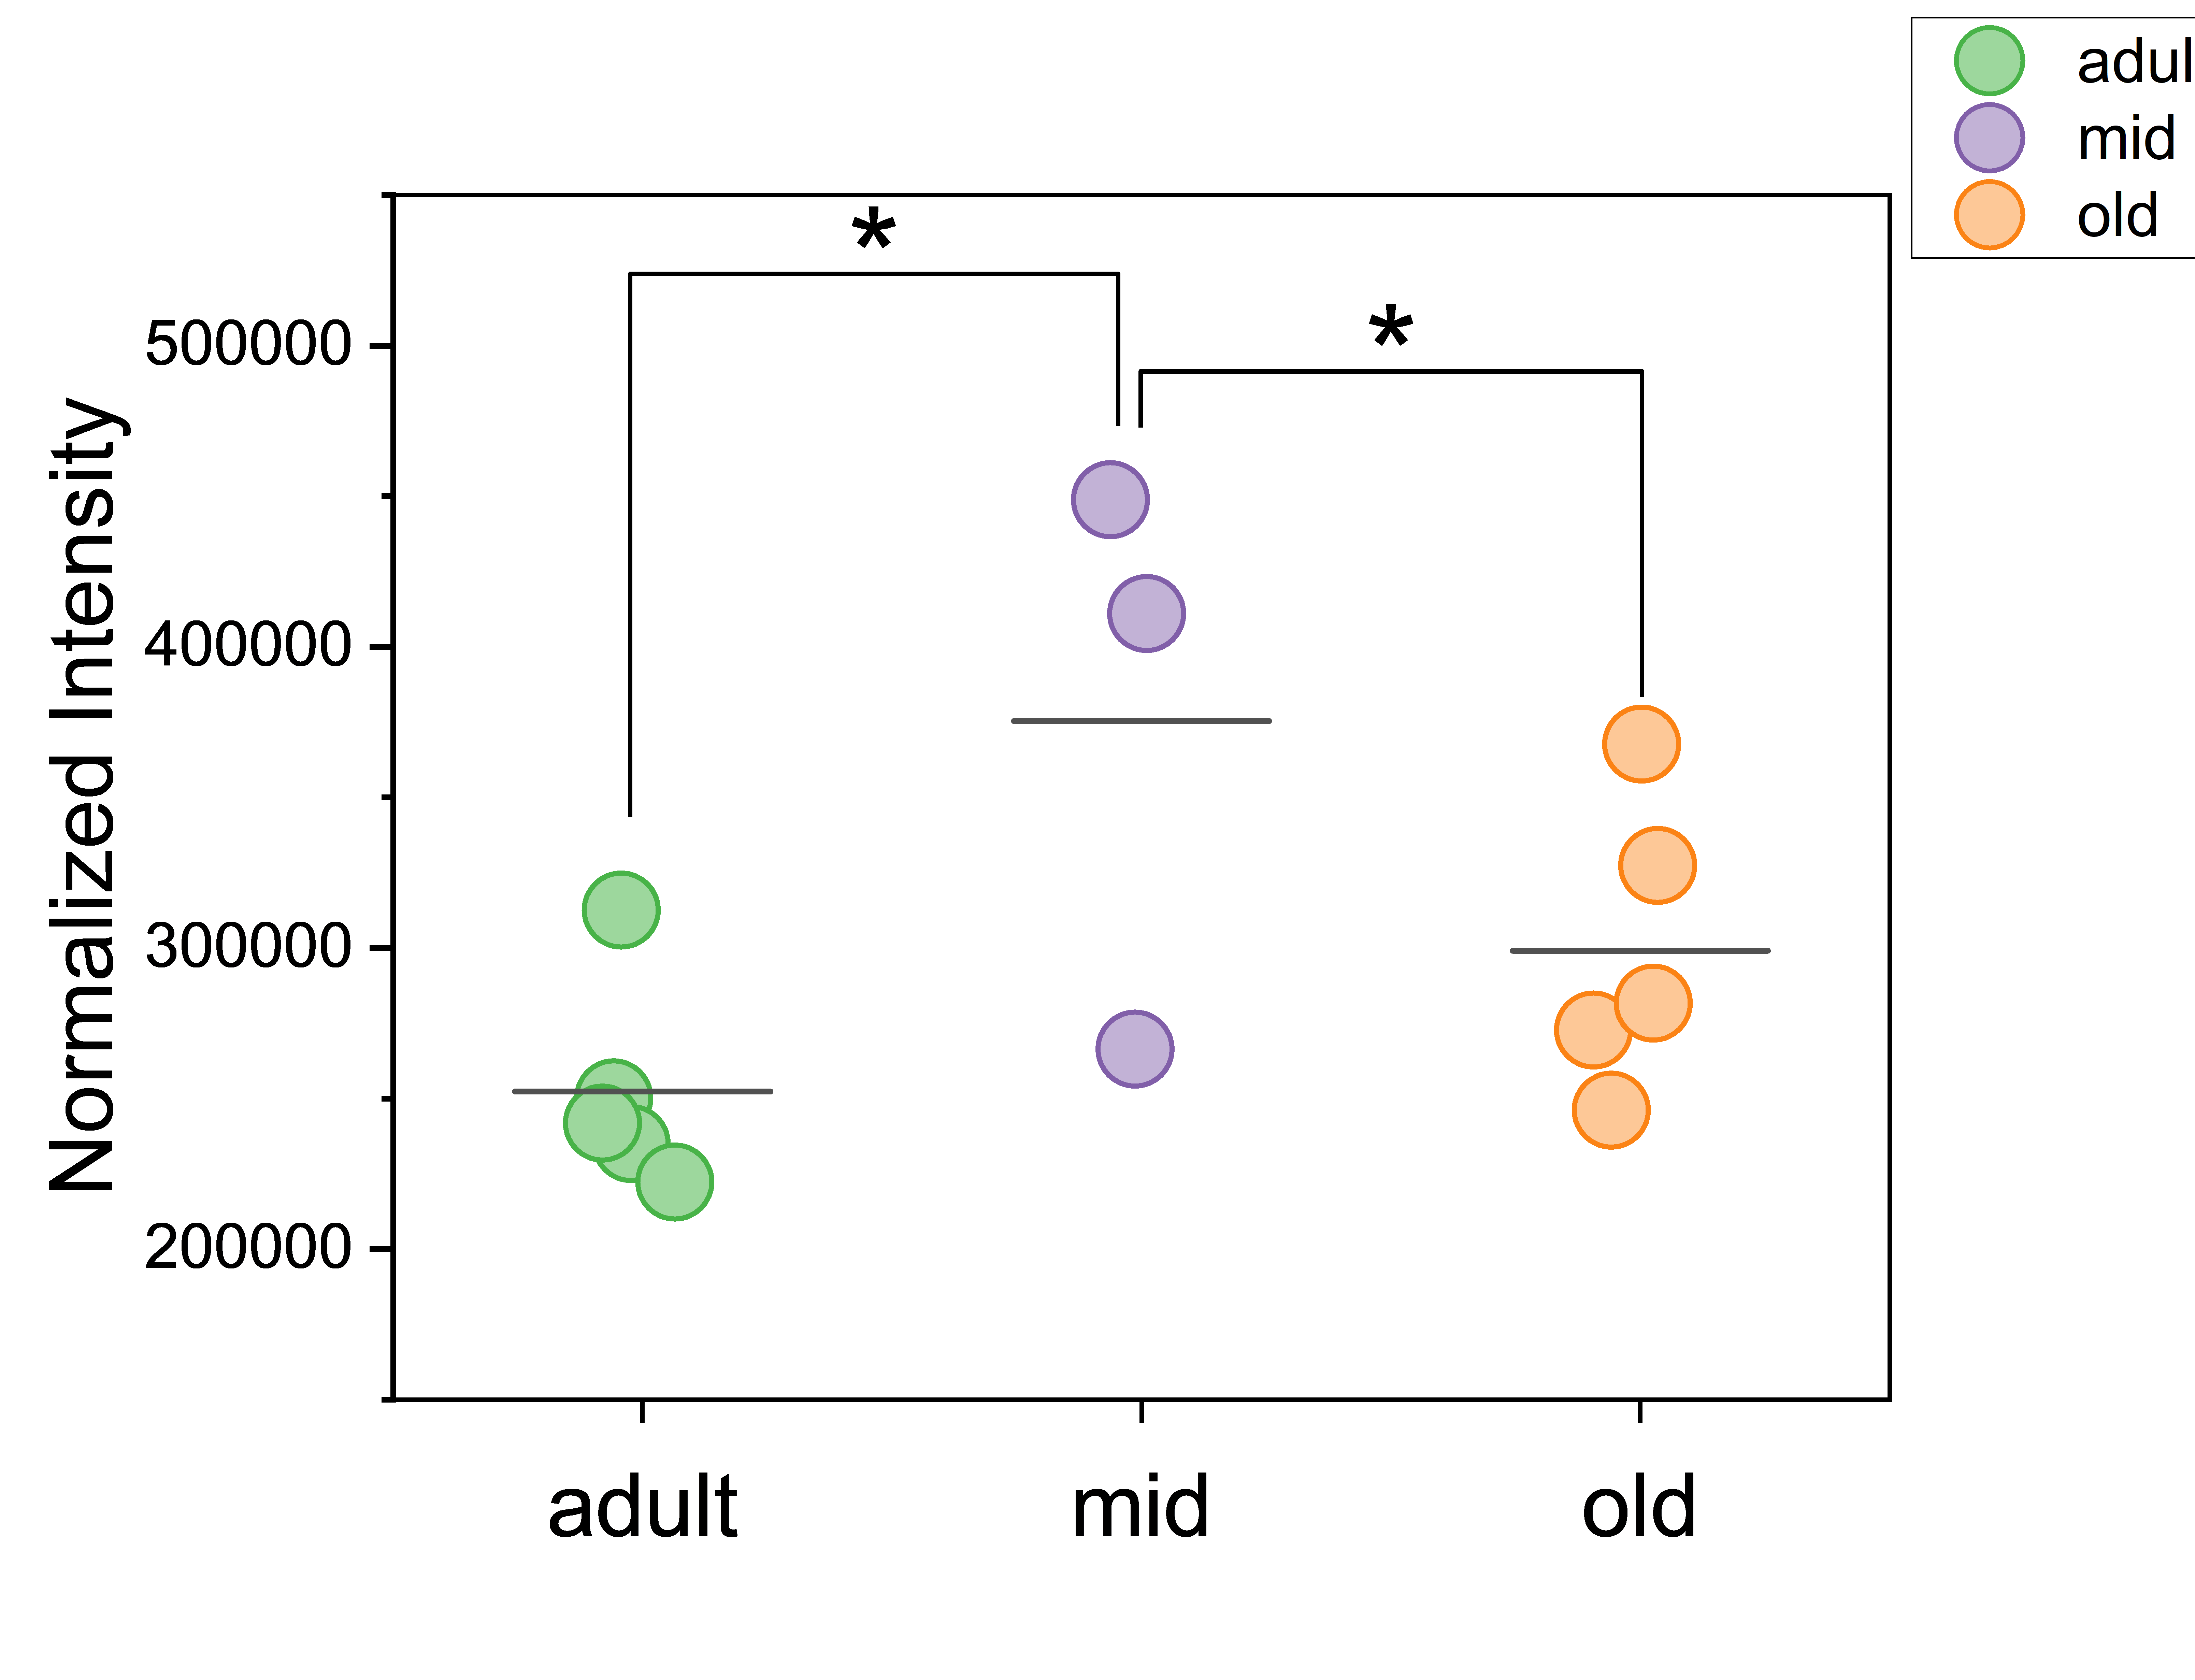 adul
mid
old
*
*
500000
400000
300000
200000
Normalized Intensity
adult
mid
old